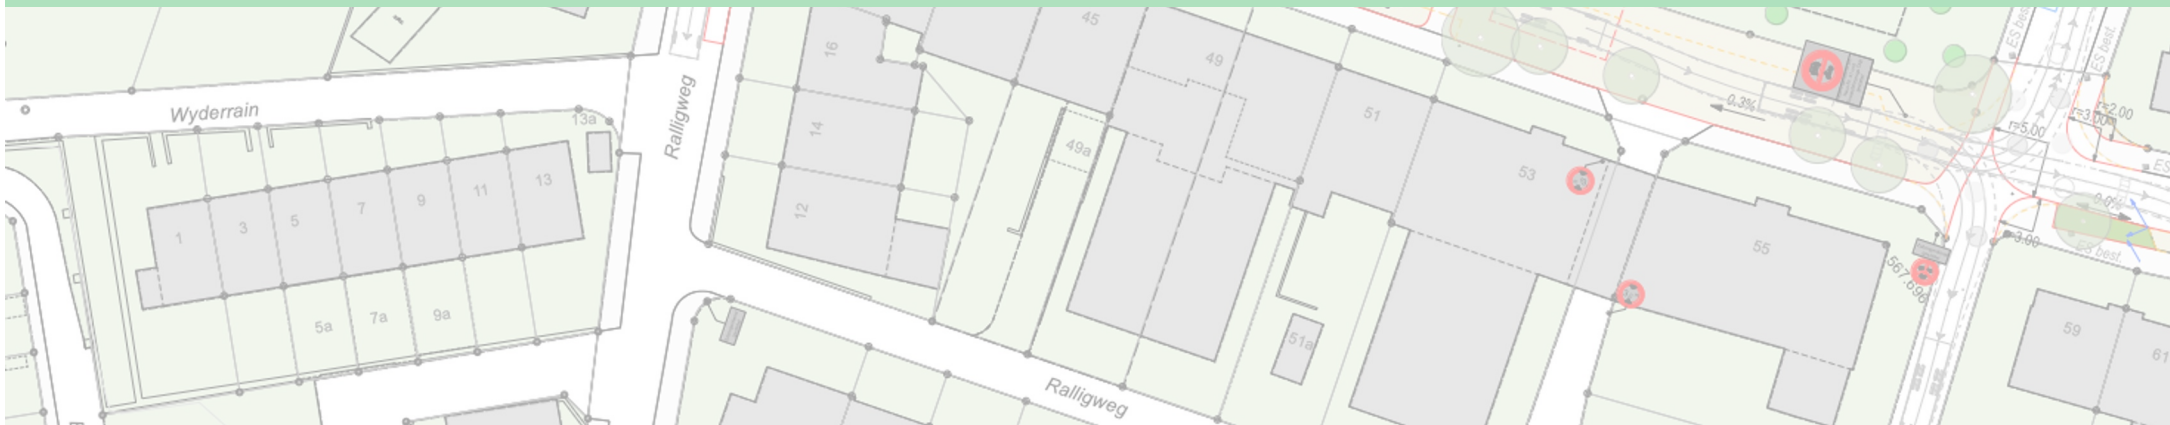 45
16
49
ES best.
ES best.
Wyderrain
Ralligweg
0.3%
r=2.00
r=3.00
13a
51
r=5.00
14
49a
ES
53
13
11
9
7
5
3
1
12
0.0%
3.00
ES best.
55
567.696
5a
7a
9a
51a
59
61
Ralligweg